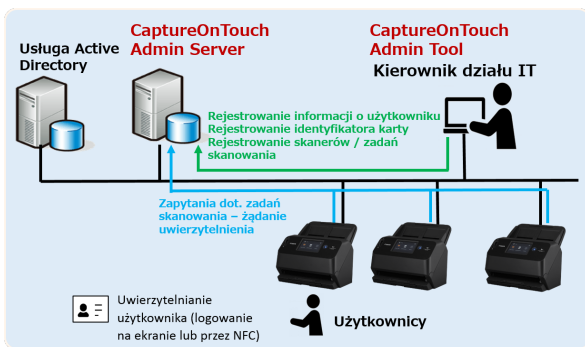 Usługa Active
Directory
CaptureOnTouch
Admin Server
CaptureOnTouch
Admin Tool
Kierownik działu IT
Rejestrowanie informacji o użytkowniku
Rejestrowanie identyfikatora karty
Rejestrowanie skanerów / zadań
skanowania
Zapytania dot. zadań
skanowania – żądanie
uwierzytelnienia
Uwierzytelnianie
użytkownika (logowanie
na ekranie lub przez NFC)
Użytkownicy